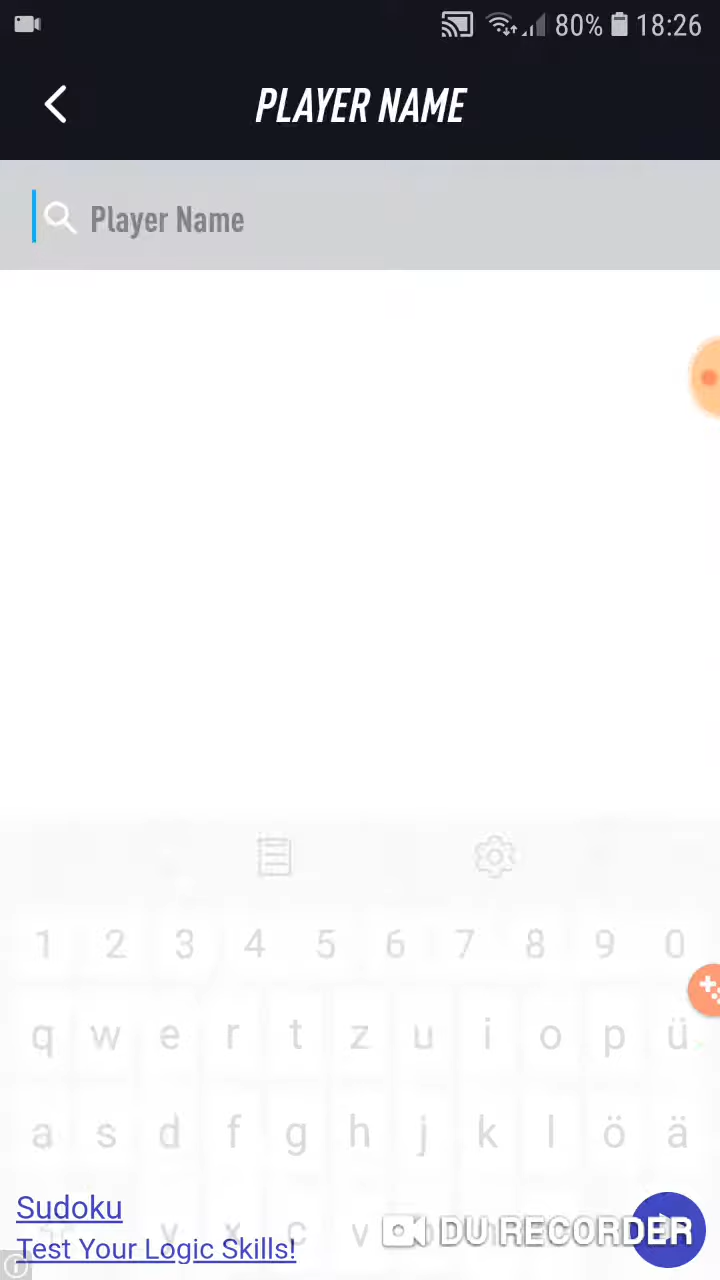 80% 18:26
PLAYER NAME
Player Name
1 2 3 4 5 6 7 8 9 0
q w e r t z u i o p ü
a s d f g h j k l ö ä
Sudoku
y x c v
DU RECORDER
Test Your Logic Skills!